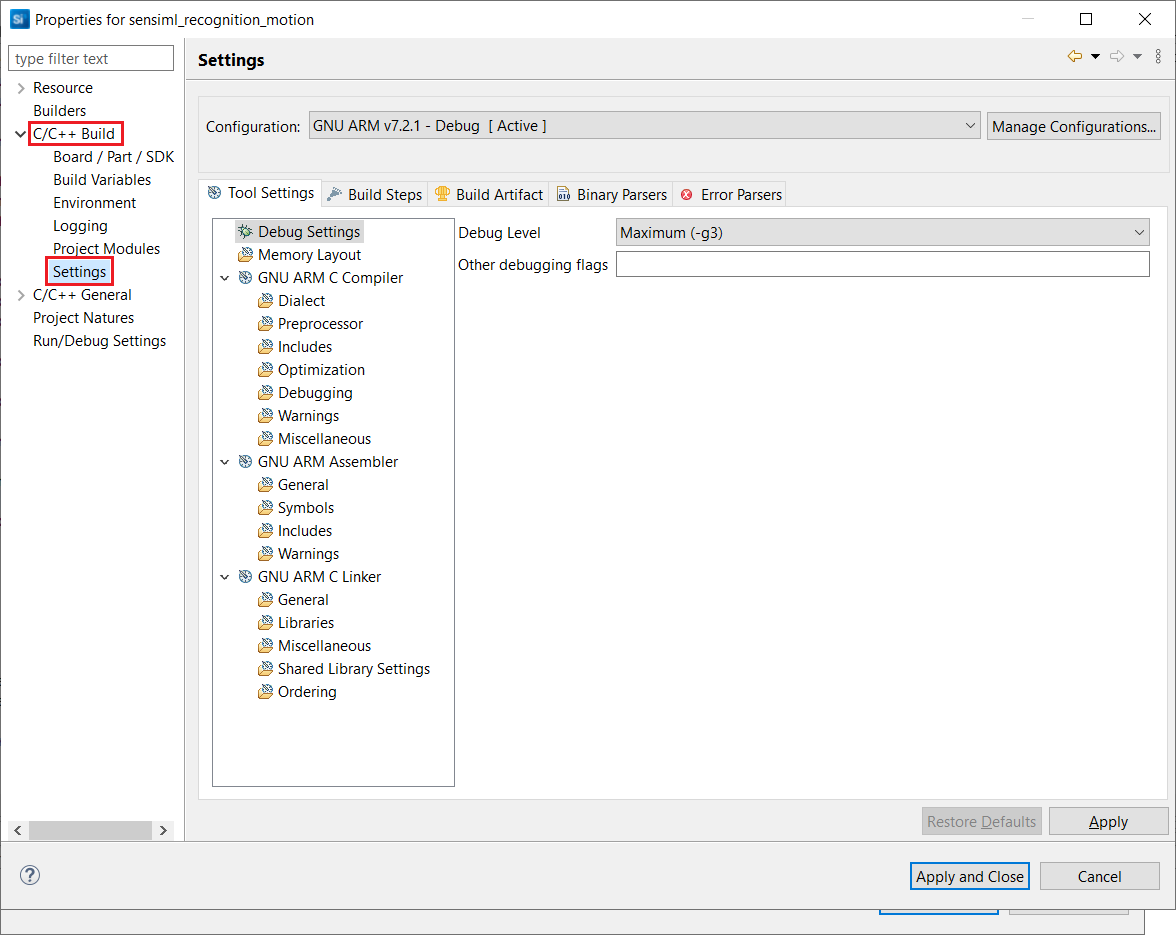 Si Properties for sensiml_recognition_motion
type filter text
Resource
Builders
C/C++ Build
Board / Part / SDK
Build Variables
Environment
Logging
Project Modules
Settings
C/C++ General
Project Natures
Run/Debug Settings
Settings
Configuration: GNU ARM v7.2.1 - Debug [ Active ] Manage Configurations...
Tool Settings Build Steps Build Artifact Binary Parsers Error Parsers
Debug Settings
Memory Layout
GNU ARM C Compiler
Dialect
Preprocessor
Includes
Optimization
Debugging
Warnings
Miscellaneous
GNU ARM Assembler
General
Symbols
Includes
Warnings
GNU ARM C Linker
General
Libraries
Miscellaneous
Shared Library Settings
Ordering
Debug Level Maximum (-g3)
Other debugging flags
Restore Defaults Apply
? Apply and Close Cancel